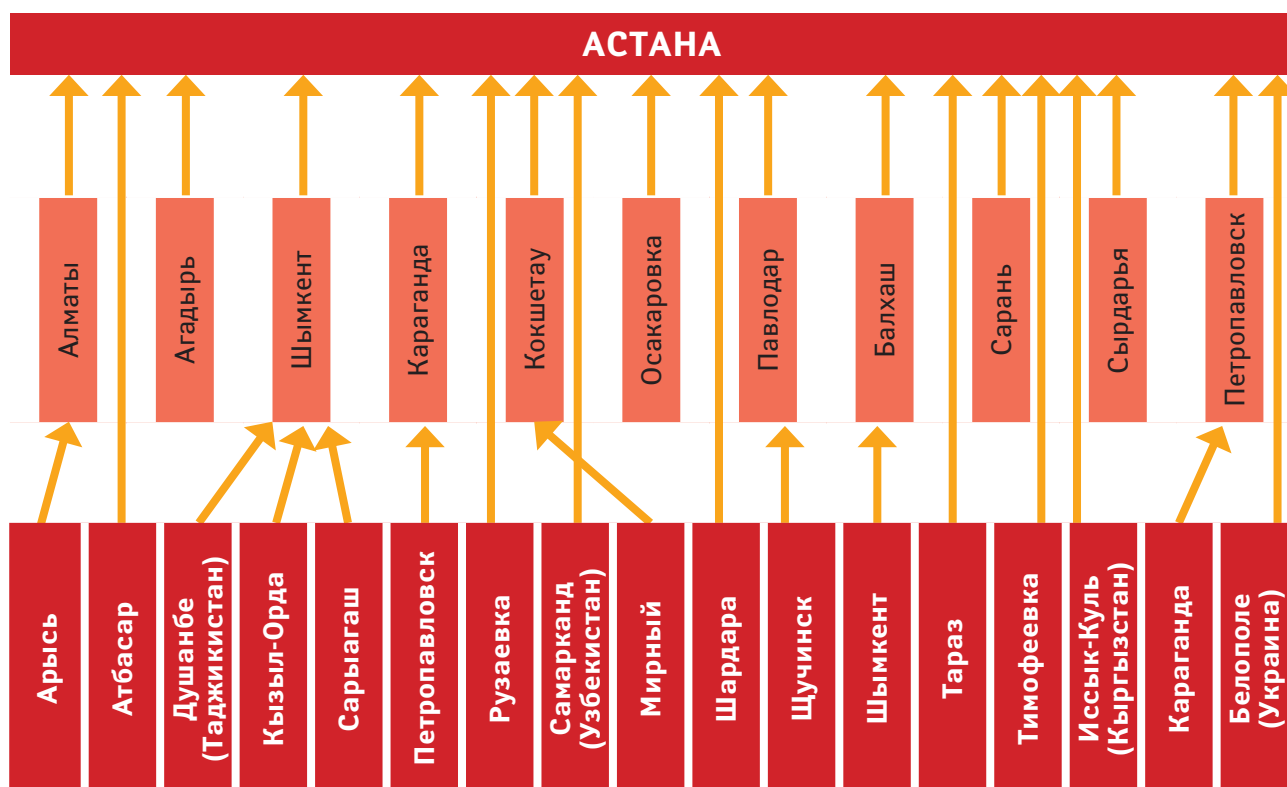 АСТАНА
Алматы
Агадырь
Шымкент
Караганда
Кокшетау
Осакаровка
Павлодар
Балхаш
Сарань
Сырдарья
Петропавловск
Арысь
Атбасар
Душанбе
(Таджикистан)
Кызыл-Орда
Сарыагаш
Петропавловск
Рузаевка
Самарканд
(Узбекистан)
Мирный
Шардара
Щучинск
Шымкент
Тараз
Тимофеевка
Иссык-Куль
(Кыргызстан)
Караганда
Белополе
(Украина)